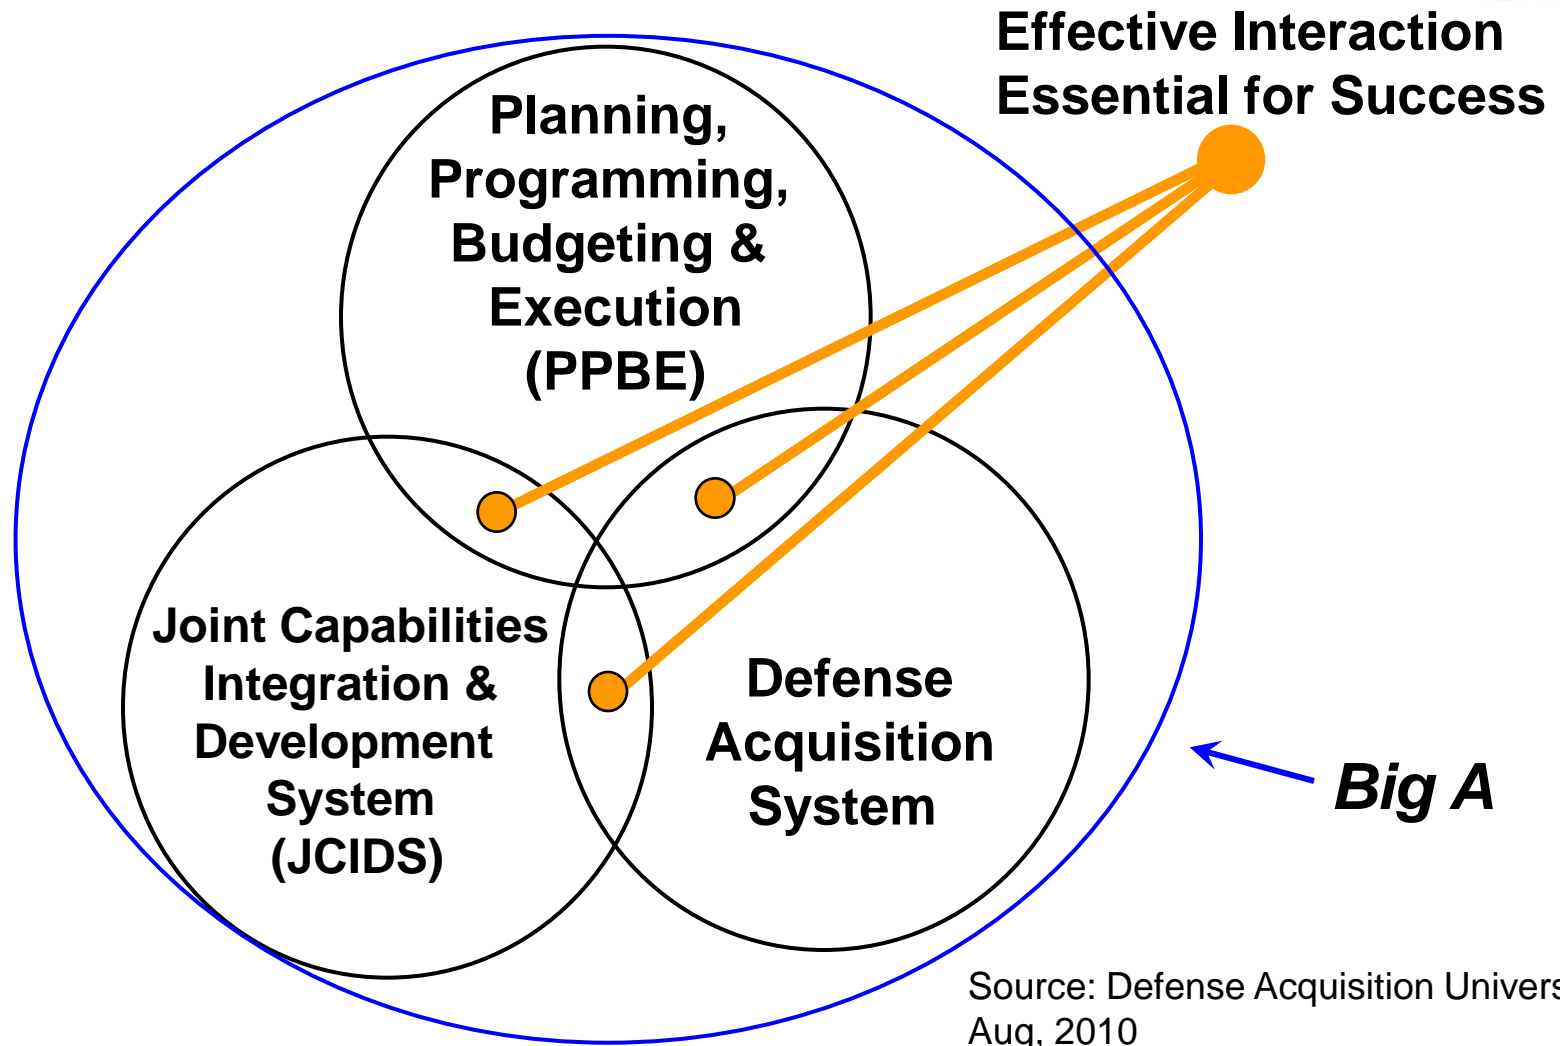 Effective Interaction
Essential for Success
Planning,
Programming,
Budgeting &
Execution
(PPBE)
Joint Capabilities
Integration &
Development
System
(JCIDS)
Defense
Acquisition
System
Big A
Source: Defense Acquisition
Aug, 2010